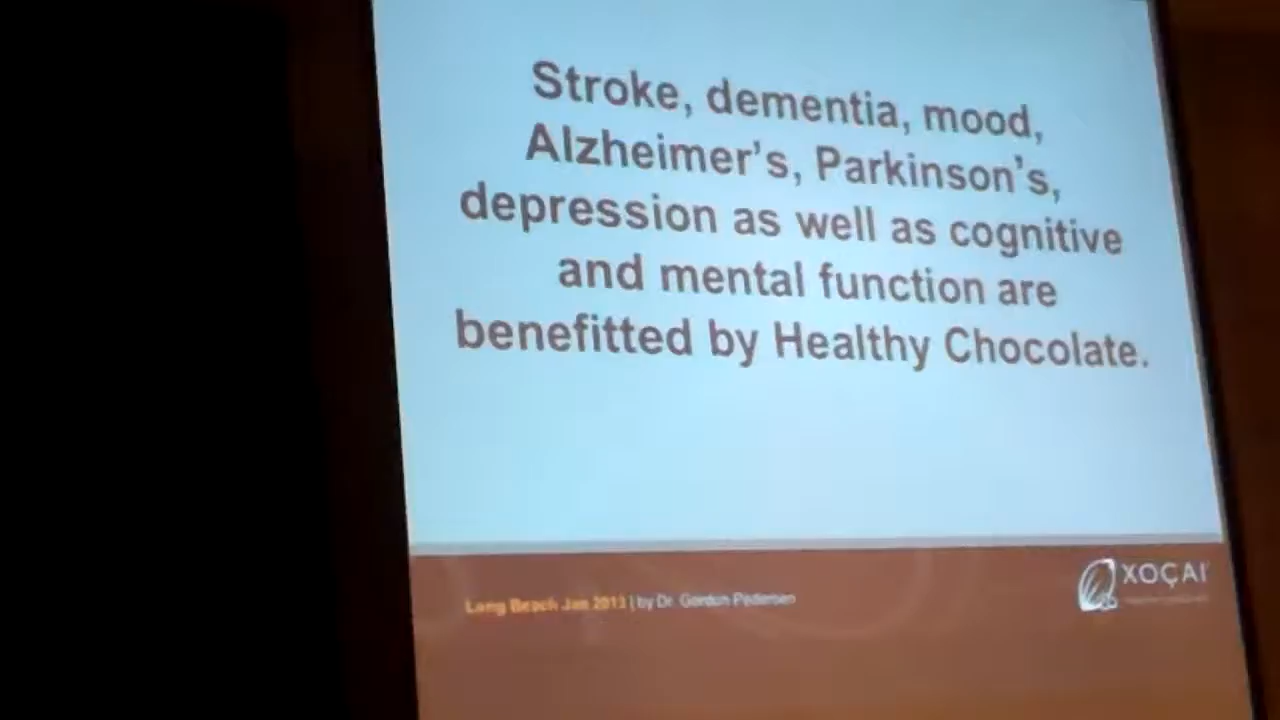 Stroke, dementia, mood,
Alzheimer's, Parkinson's,
depression as well as cognitive
and mental function are
benefitted by Healthy Chocolate.
Long Beach Jan 2013 | by Dr. Gordon Pedersen
XOÇAI